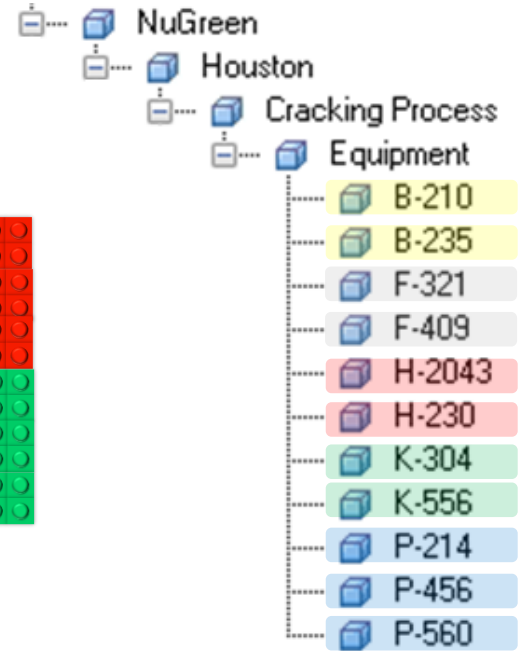 NuGreen
Houston
Cracking Process
Equipment
B-210
B-235
F-321
F-409
H-2043
H-230
K-304
K-556
P-214
P-456
P-560